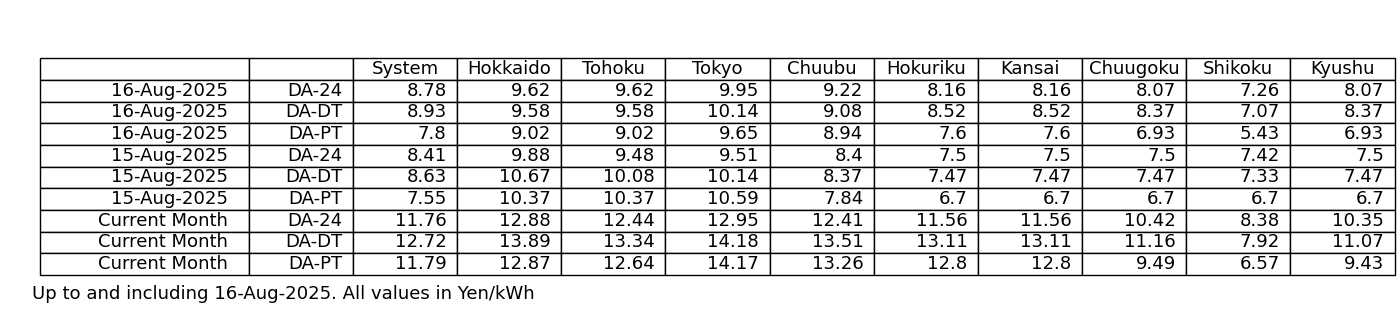 System Hokkaido Tohoku Tokyo Chuubu Hokuriku Kansai Chuugoku Shikoku Kyushu
16-Aug-2025 DA-24 8.78 9.62 9.62 9.95 9.22 8.16 8.16 8.07 7.26 8.07
16-Aug-2025 DA-DT 8.93 9.58 9.58 10.14 9.08 8.52 8.52 8.37 7.07 8.37
16-Aug-2025 DA-PT 7.8 9.02 9.02 9.65 8.94 7.6 7.6 6.93 5.43 6.93
15-Aug-2025 DA-24 8.41 9.88 9.48 9.51 8.4 7.5 7.5 7.5 7.42 7.5
15-Aug-2025 DA-DT 8.63 10.67 10.08 10.14 8.37 7.47 7.47 7.47 7.33 7.47
15-Aug-2025 DA-PT 7.55 10.37 10.37 10.59 7.84 6.7 6.7 6.7 6.7 6.7
Current Month DA-24 11.76 12.88 12.44 12.95 12.41 11.56 11.56 10.42 8.38 10.35
Current Month DA-DT 12.72 13.89 13.34 14.18 13.51 13.11 13.11 11.16 7.92 11.07
Current Month DA-PT 11.79 12.87 12.64 14.17 13.26 12.8 12.8 9.49 6.57 9.43
Up to and including 16-Aug-2025. All values in Yen/kWh